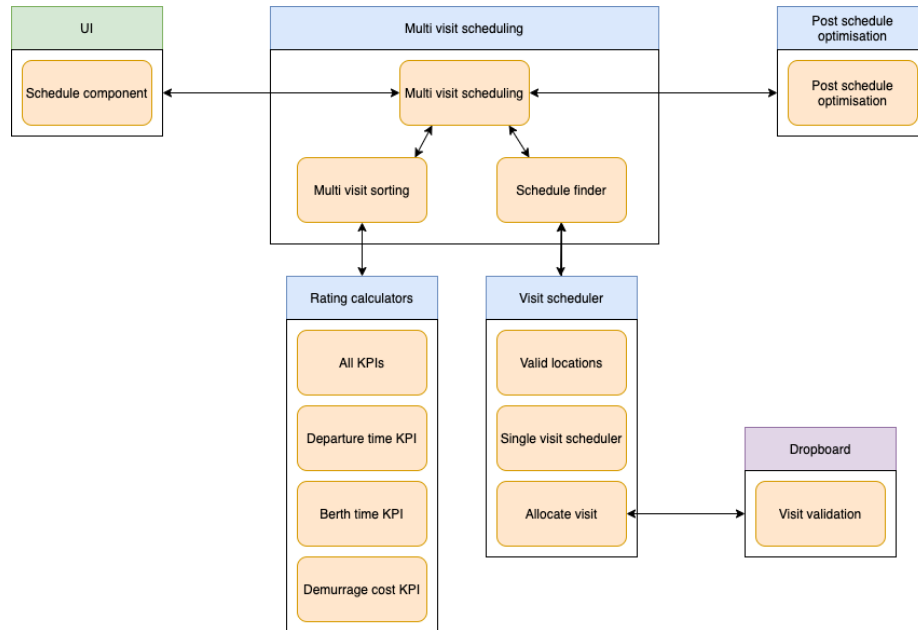 UI
Multi visit scheduling
Post schedule
optimisation
Schedule component
Multi visit scheduling
Post schedule
optimisation
Multi visit sorting
Schedule finder
Rating calculators
Visit scheduler
All KPIs
Valid locations
Departure time KPI
Single visit scheduler
Dropboard
Berth time KPI
Allocate visit
Visit validation
Demurrage cost KPI